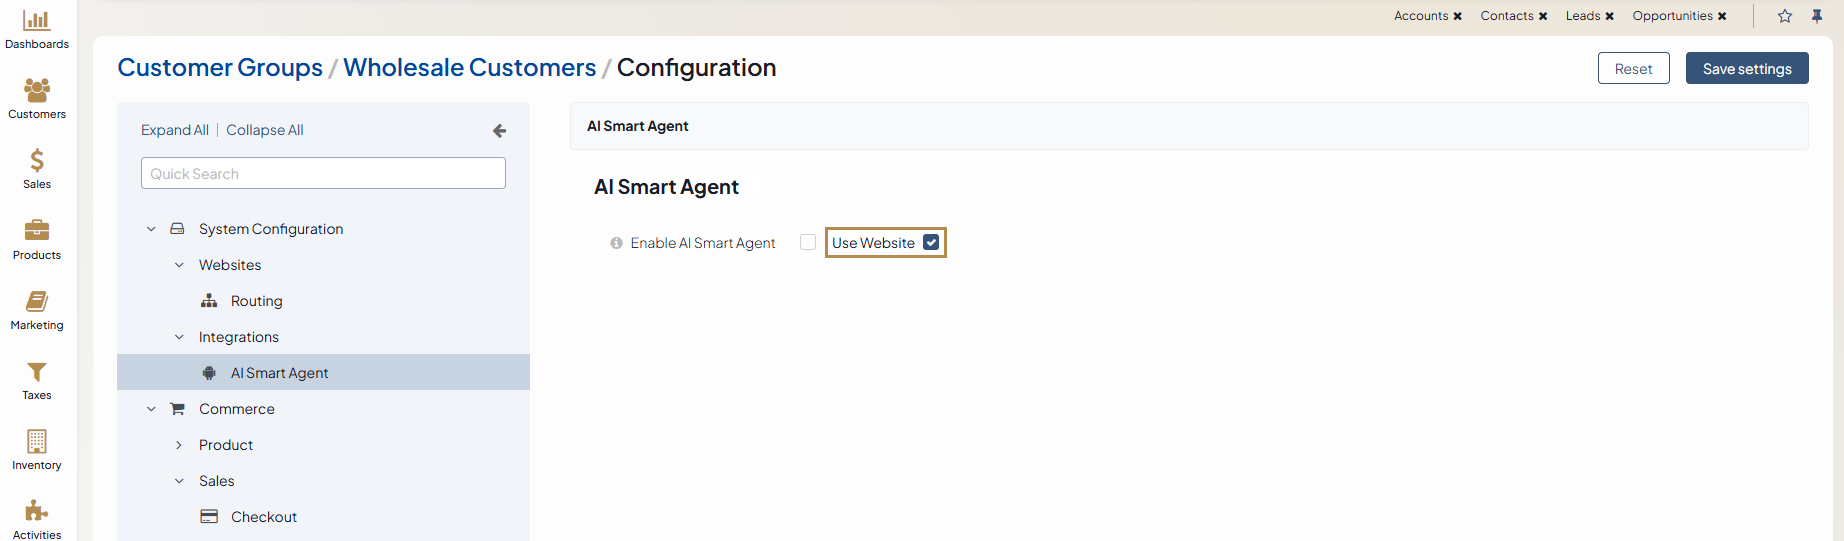 Accounts ✖ Contacts ✖ Leads ✖ Opportunities ✖
Dashboards
Customers
Sales
Products
Marketing
Taxes
Inventory
Activities
Customer Groups / Wholesale Customers / Configuration
Reset
Save settings
Expand All | Collapse All
Quick Search
System Configuration
Websites
Routing
Integrations
AI Smart Agent
Commerce
Product
Sales
Checkout
AI Smart Agent
AI Smart Agent
Enable AI Smart Agent
Use Website